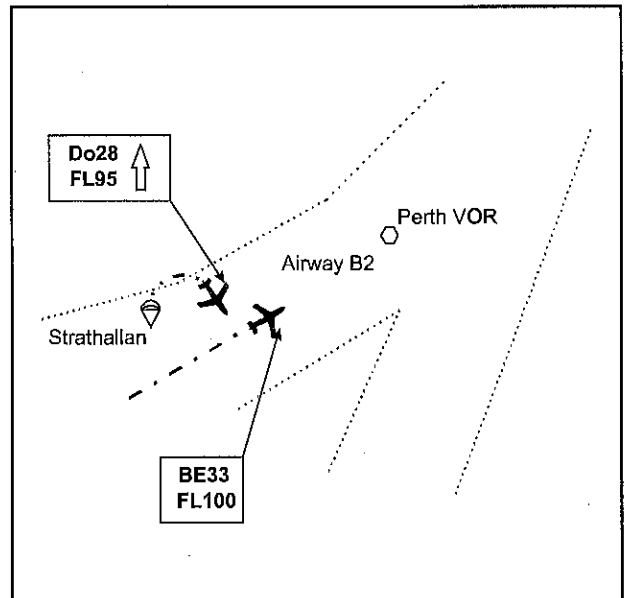 Do28
FL95
Perth VOR
Airway B2
Strathallan
BE33
FL100